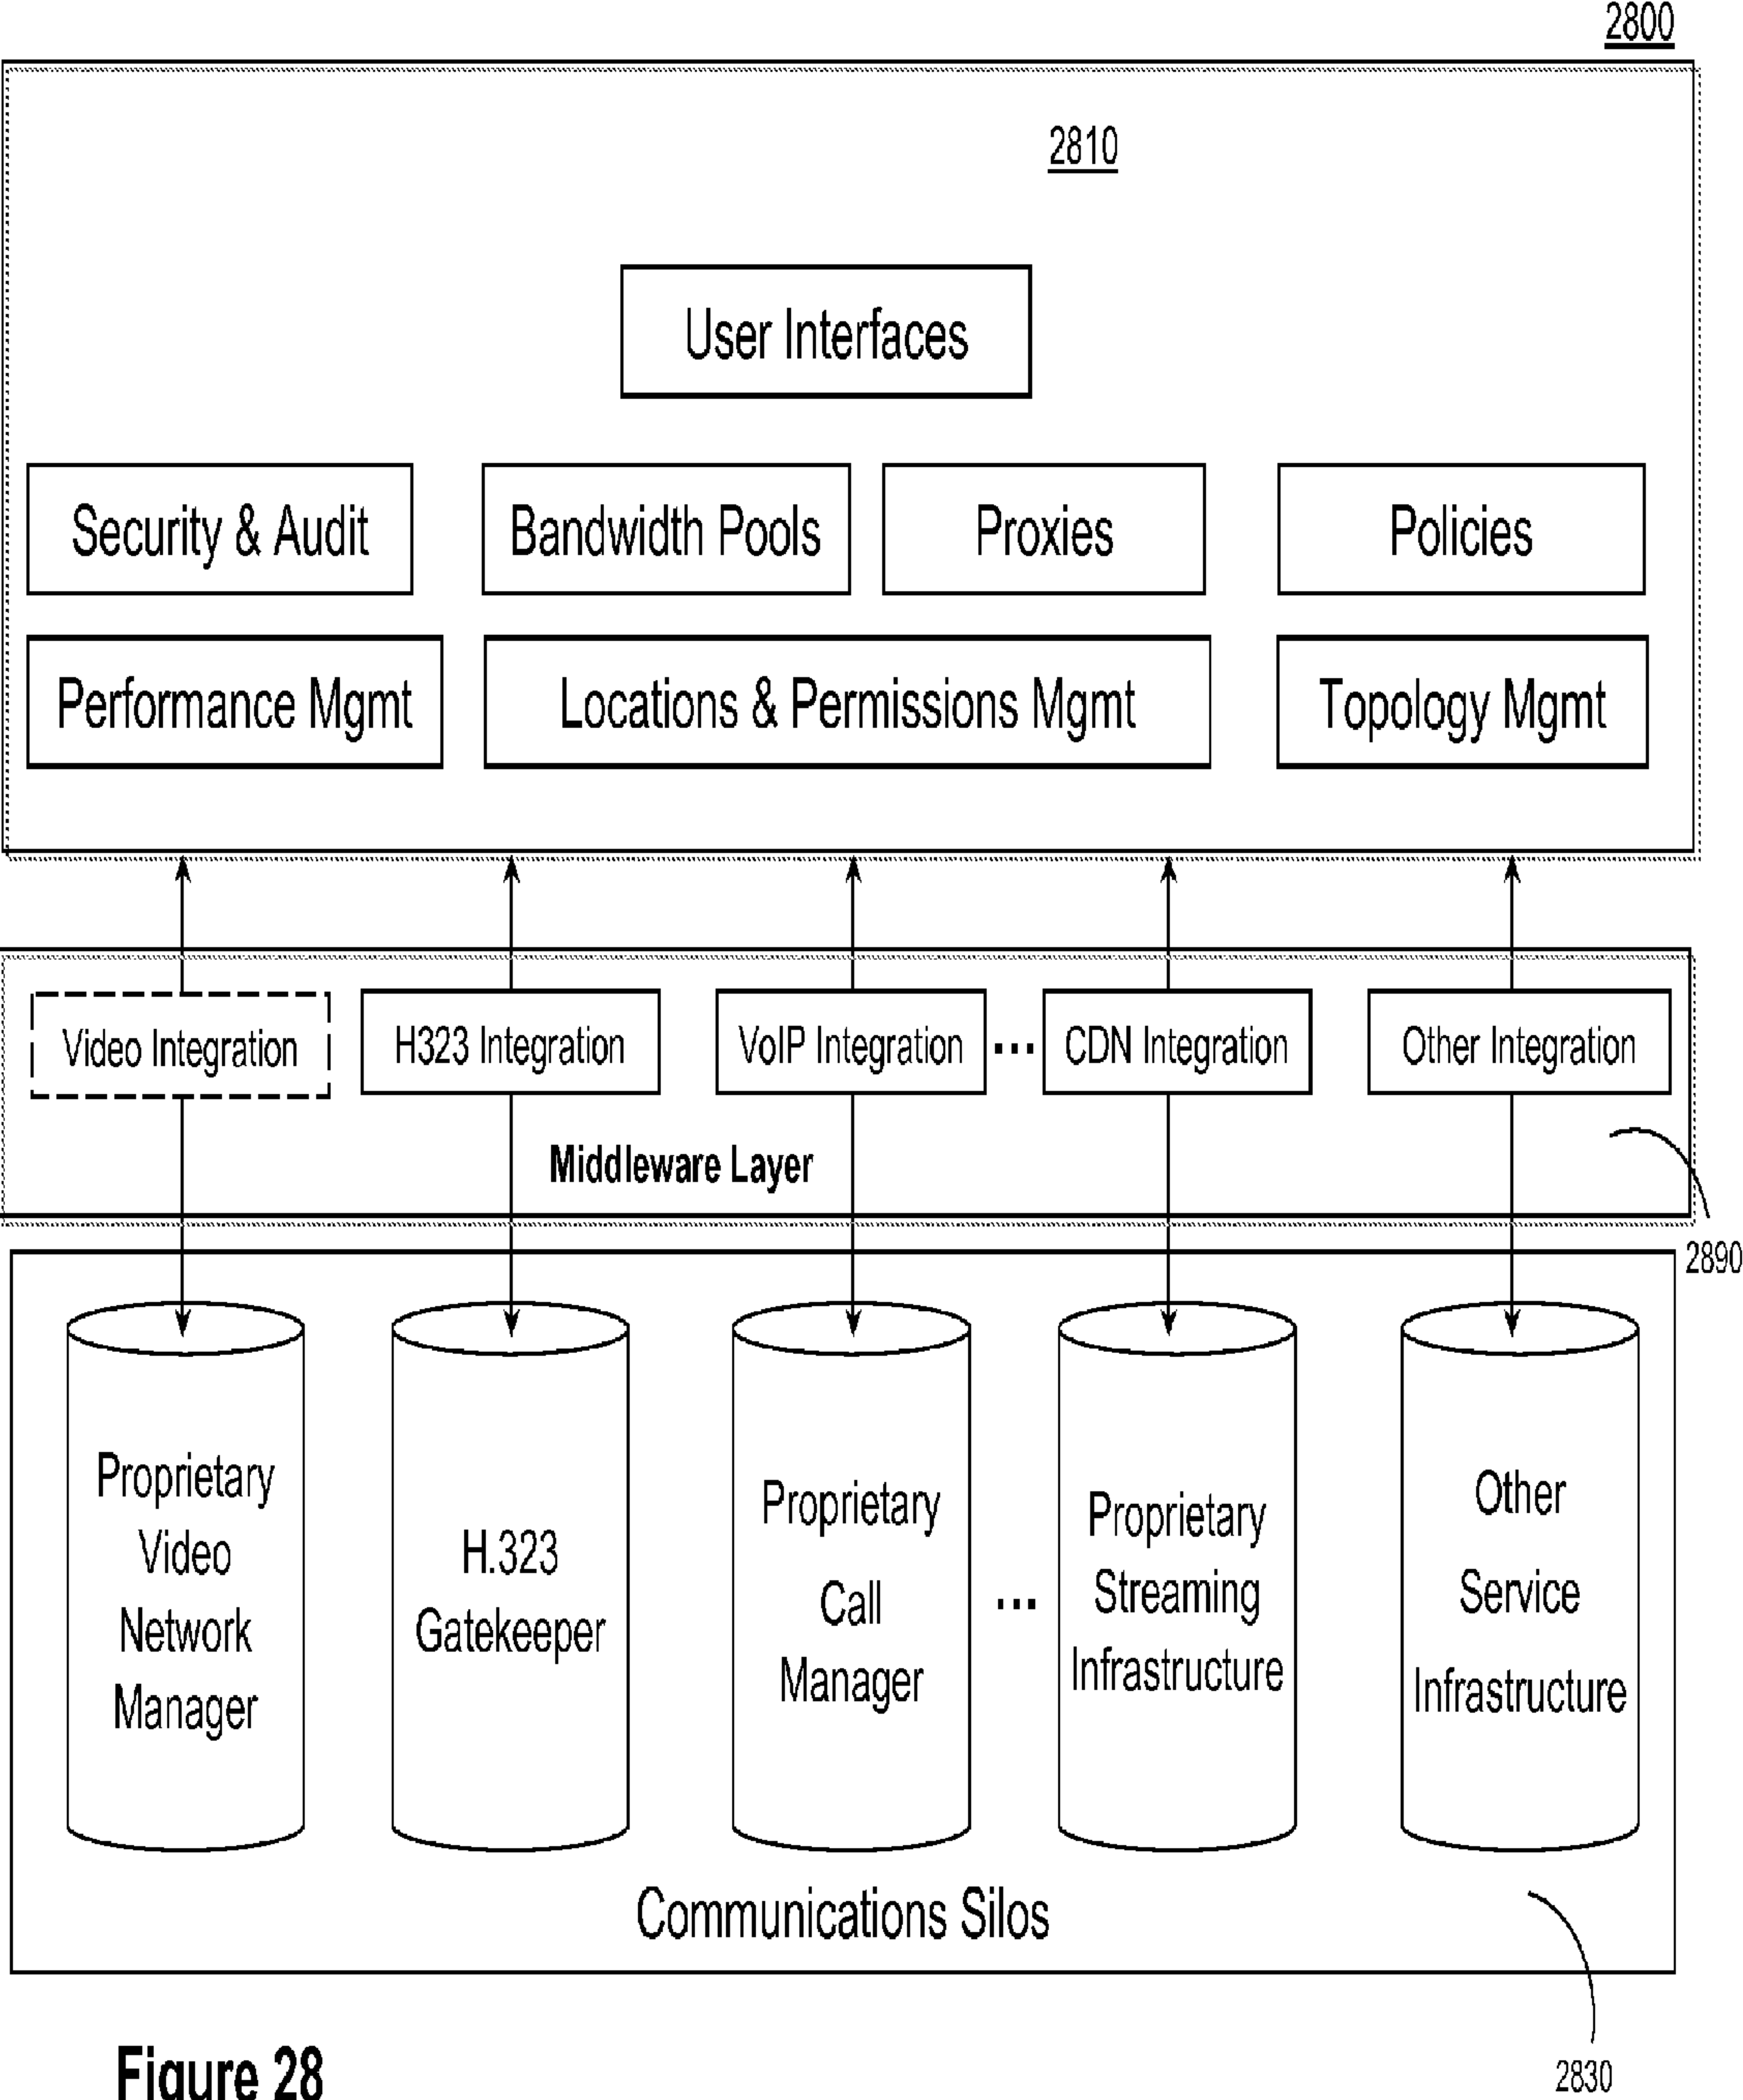 2800
2810
User Interfaces
Security & Audit
Bandwidth Pools
Proxies
Policies
Performance Mgmt
Locations & Permissions Mgmt
Topology Mgmt
Video Integration
H323 Integration
VoIP Integration
...
CDN Integration
Other Integration
Middleware Layer
2890
Proprietary
Video
Network
Manager
H.323
Gatekeeper
Proprietary
Call
Manager
...
Proprietary
Streaming
Infrastructure
Other
Service
Infrastructure
Communications Silos
2830
Figure 28